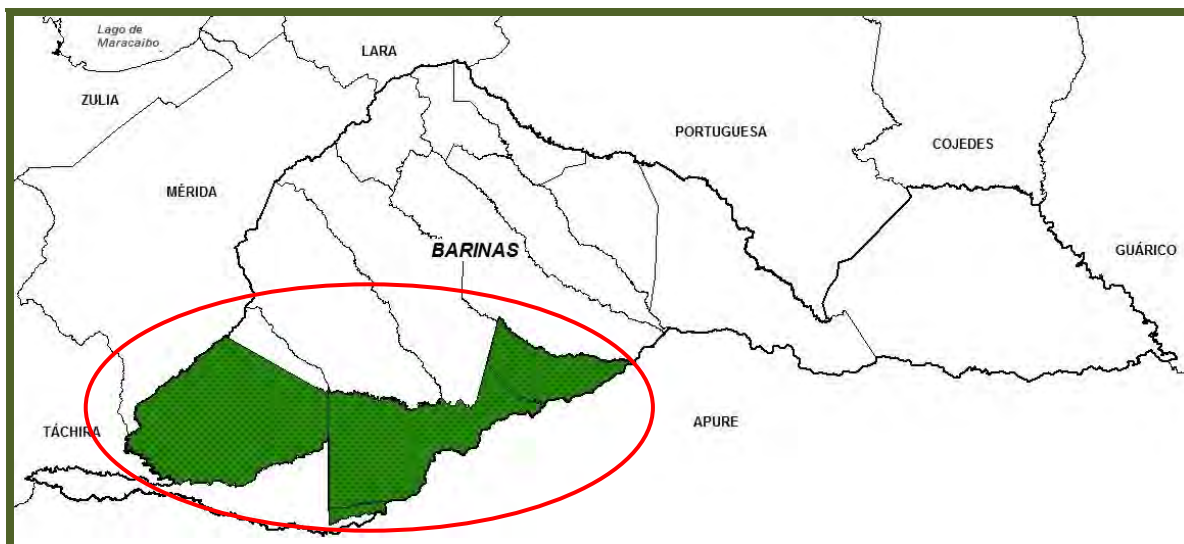 Lago de
Maracaibo
LARA
ZULIA
PORTUGUESA
COJEDES
MÉRIDA
BARINAS
GUÁRICO
TÁCHIRA
APURE